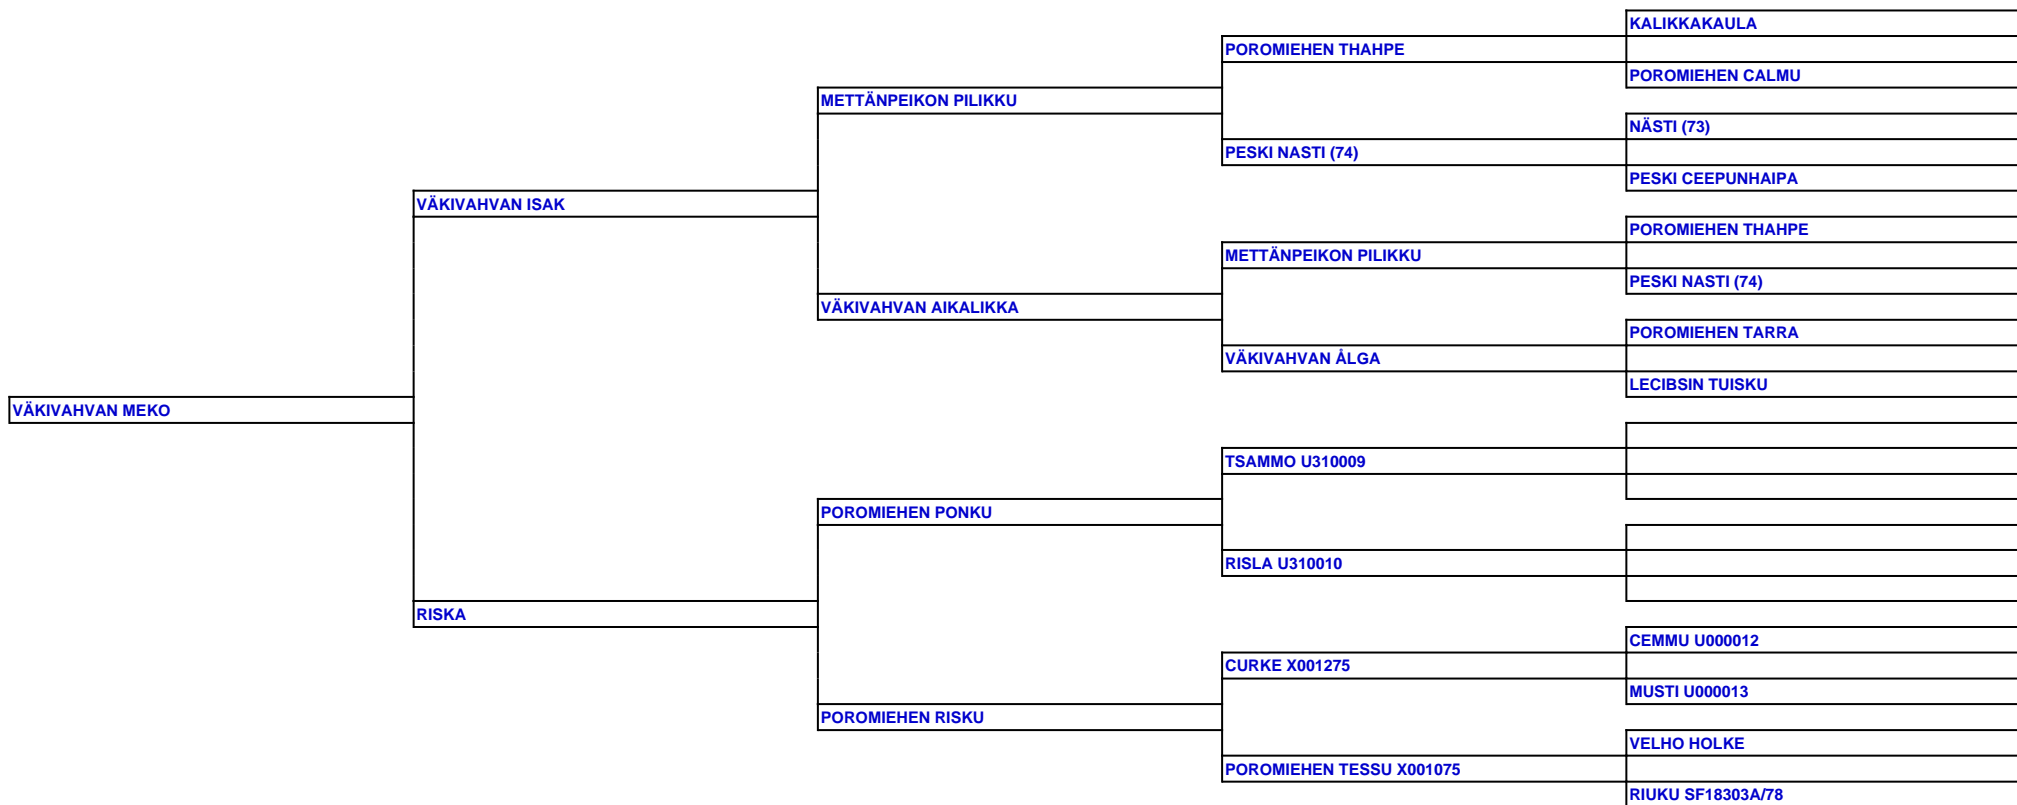 KALIKKAKAULA
POROMIEHEN THAHPE
POROMIEHEN CALMU
METTÄNPEIKON PILIKKU
NÄSTI (73)
PESKI NASTI (74)
PESKI CEEPUNHAIPA
VÄKIVAHVAN ISAK
POROMIEHEN THAHPE
METTÄNPEIKON PILIKKU
PESKI NASTI (74)
VÄKIVAHVAN AIKALIKKA
POROMIEHEN TARRA
VÄKIVAHVAN ÅLGA
LECIBSIN TUISKU
VÄKIVAHVAN MEKO
TSAMMO U310009
POROMIEHEN PONKU
RISLA U310010
RISKA
CEMMU U000012
CURKE X001275
MUSTI U000013
POROMIEHEN RISKU
VELHO HOLKE
POROMIEHEN TESSU X001075
RIUKU SF18303A/78